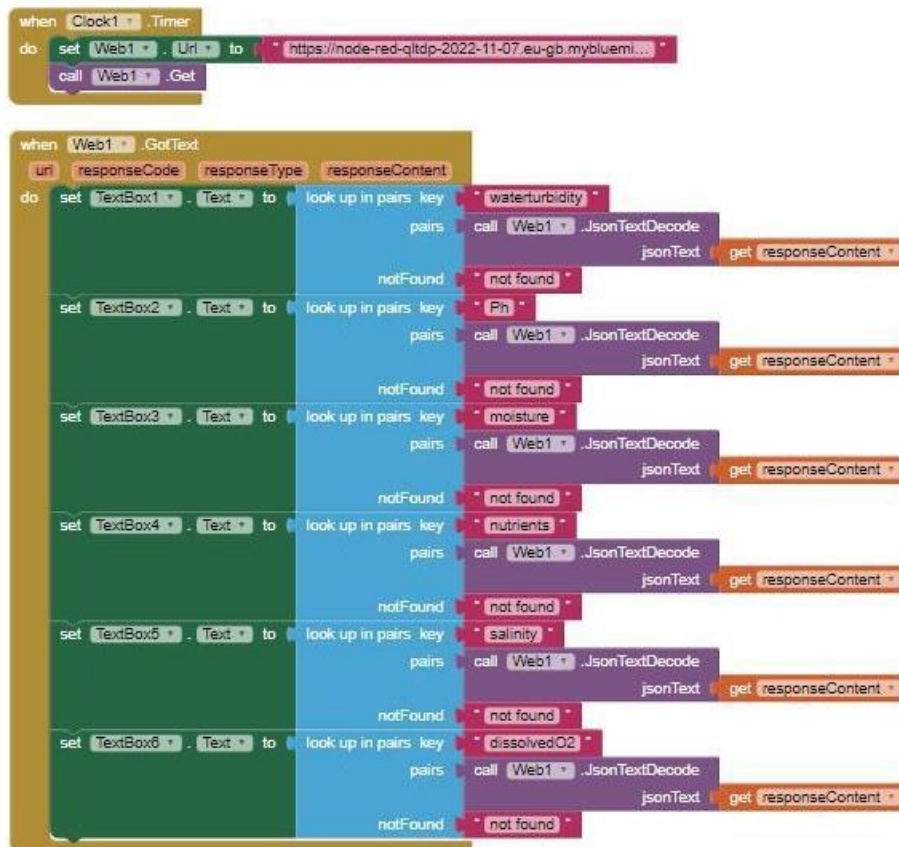 when Clock1 .Timer
do set Web1 . Url to " https://node-red-qltdp-2022-11-07.eu-gb.mybluemi... "
call Web1 .Get
when Web1 .GotText
url responseCode responseType responseContent
do set TextBox1 . Text to look up in pairs key " waterturbidity "
pairs call Web1 .JsonTextDecode
jsonText get responseContent
notFound " not found "
set TextBox2 . Text to look up in pairs key " Ph "
pairs call Web1 .JsonTextDecode
jsonText get responseContent
notFound " not found "
set TextBox3 . Text to look up in pairs key " moisture "
pairs call Web1 .JsonTextDecode
jsonText get responseContent
notFound " not found "
set TextBox4 . Text to look up in pairs key " nutrients "
pairs call Web1 .JsonTextDecode
jsonText get responseContent
notFound " not found "
set TextBox5 . Text to look up in pairs key " salinity "
pairs call Web1 .JsonTextDecode
jsonText get responseContent
notFound " not found "
set TextBox6 . Text to look up in pairs key " dissolvedO2 "
pairs call Web1 .JsonTextDecode
jsonText get responseContent
notFound " not found "